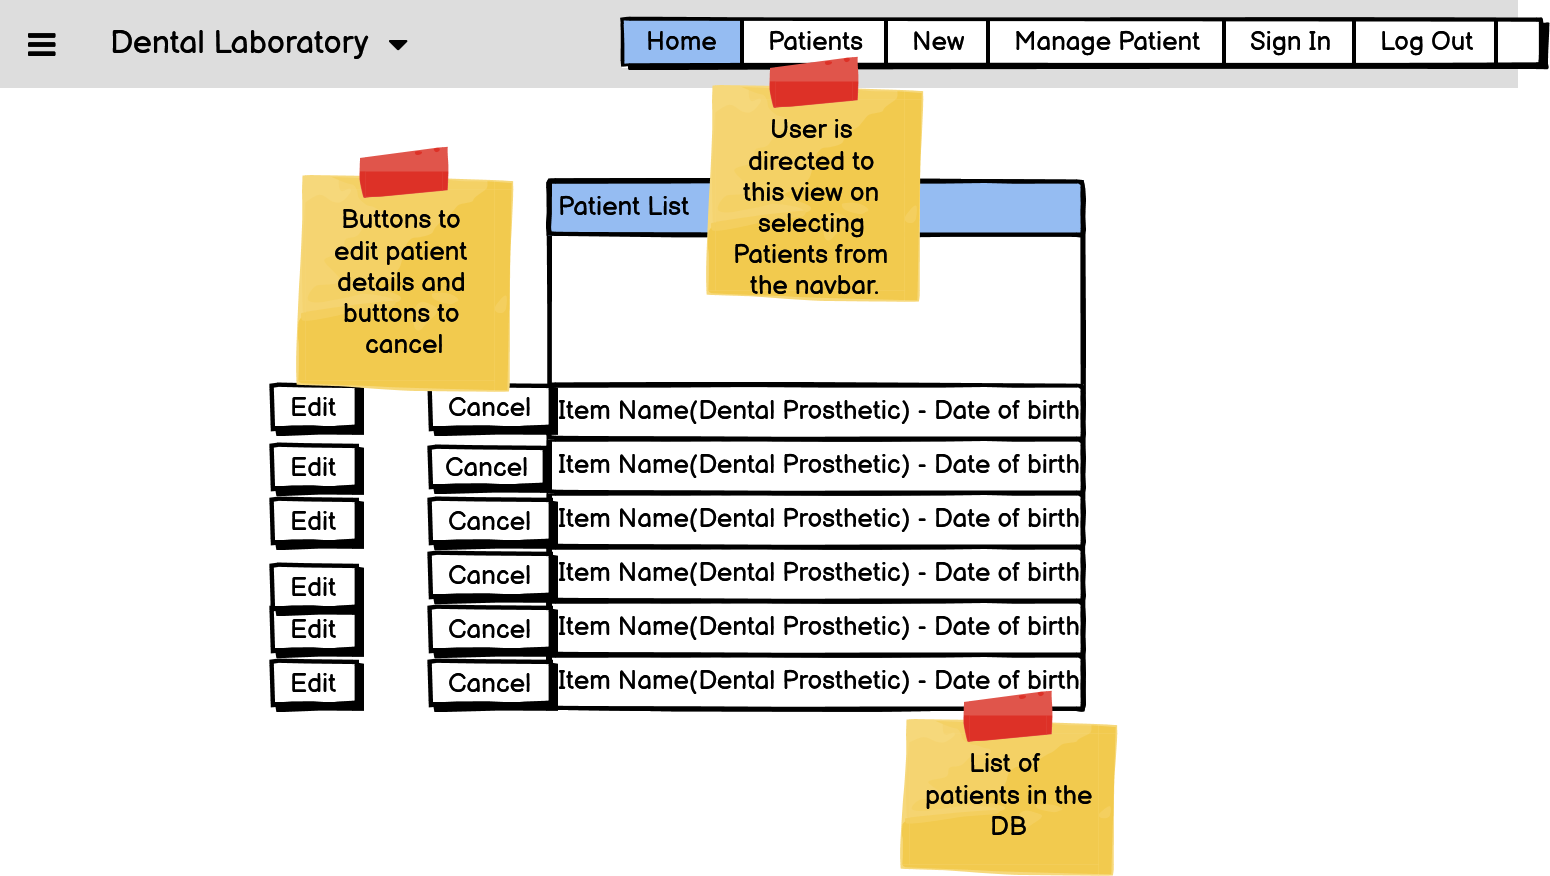 Dental Laboratory
Home Patients New Manage Patient Sign In Log Out
User is
directed to
this view on
selecting
Patients from
the navbar.
Buttons to
edit patient
details and
buttons to
cancel
Patient List
Edit Cancel Item Name(Dental Prosthetic) - Date of birth
Edit Cancel Item Name(Dental Prosthetic) - Date of birth
Edit Cancel Item Name(Dental Prosthetic) - Date of birth
Edit Cancel Item Name(Dental Prosthetic) - Date of birth
Edit Cancel Item Name(Dental Prosthetic) - Date of birth
Edit Cancel Item Name(Dental Prosthetic) - Date of birth
List of
patients in the
DB